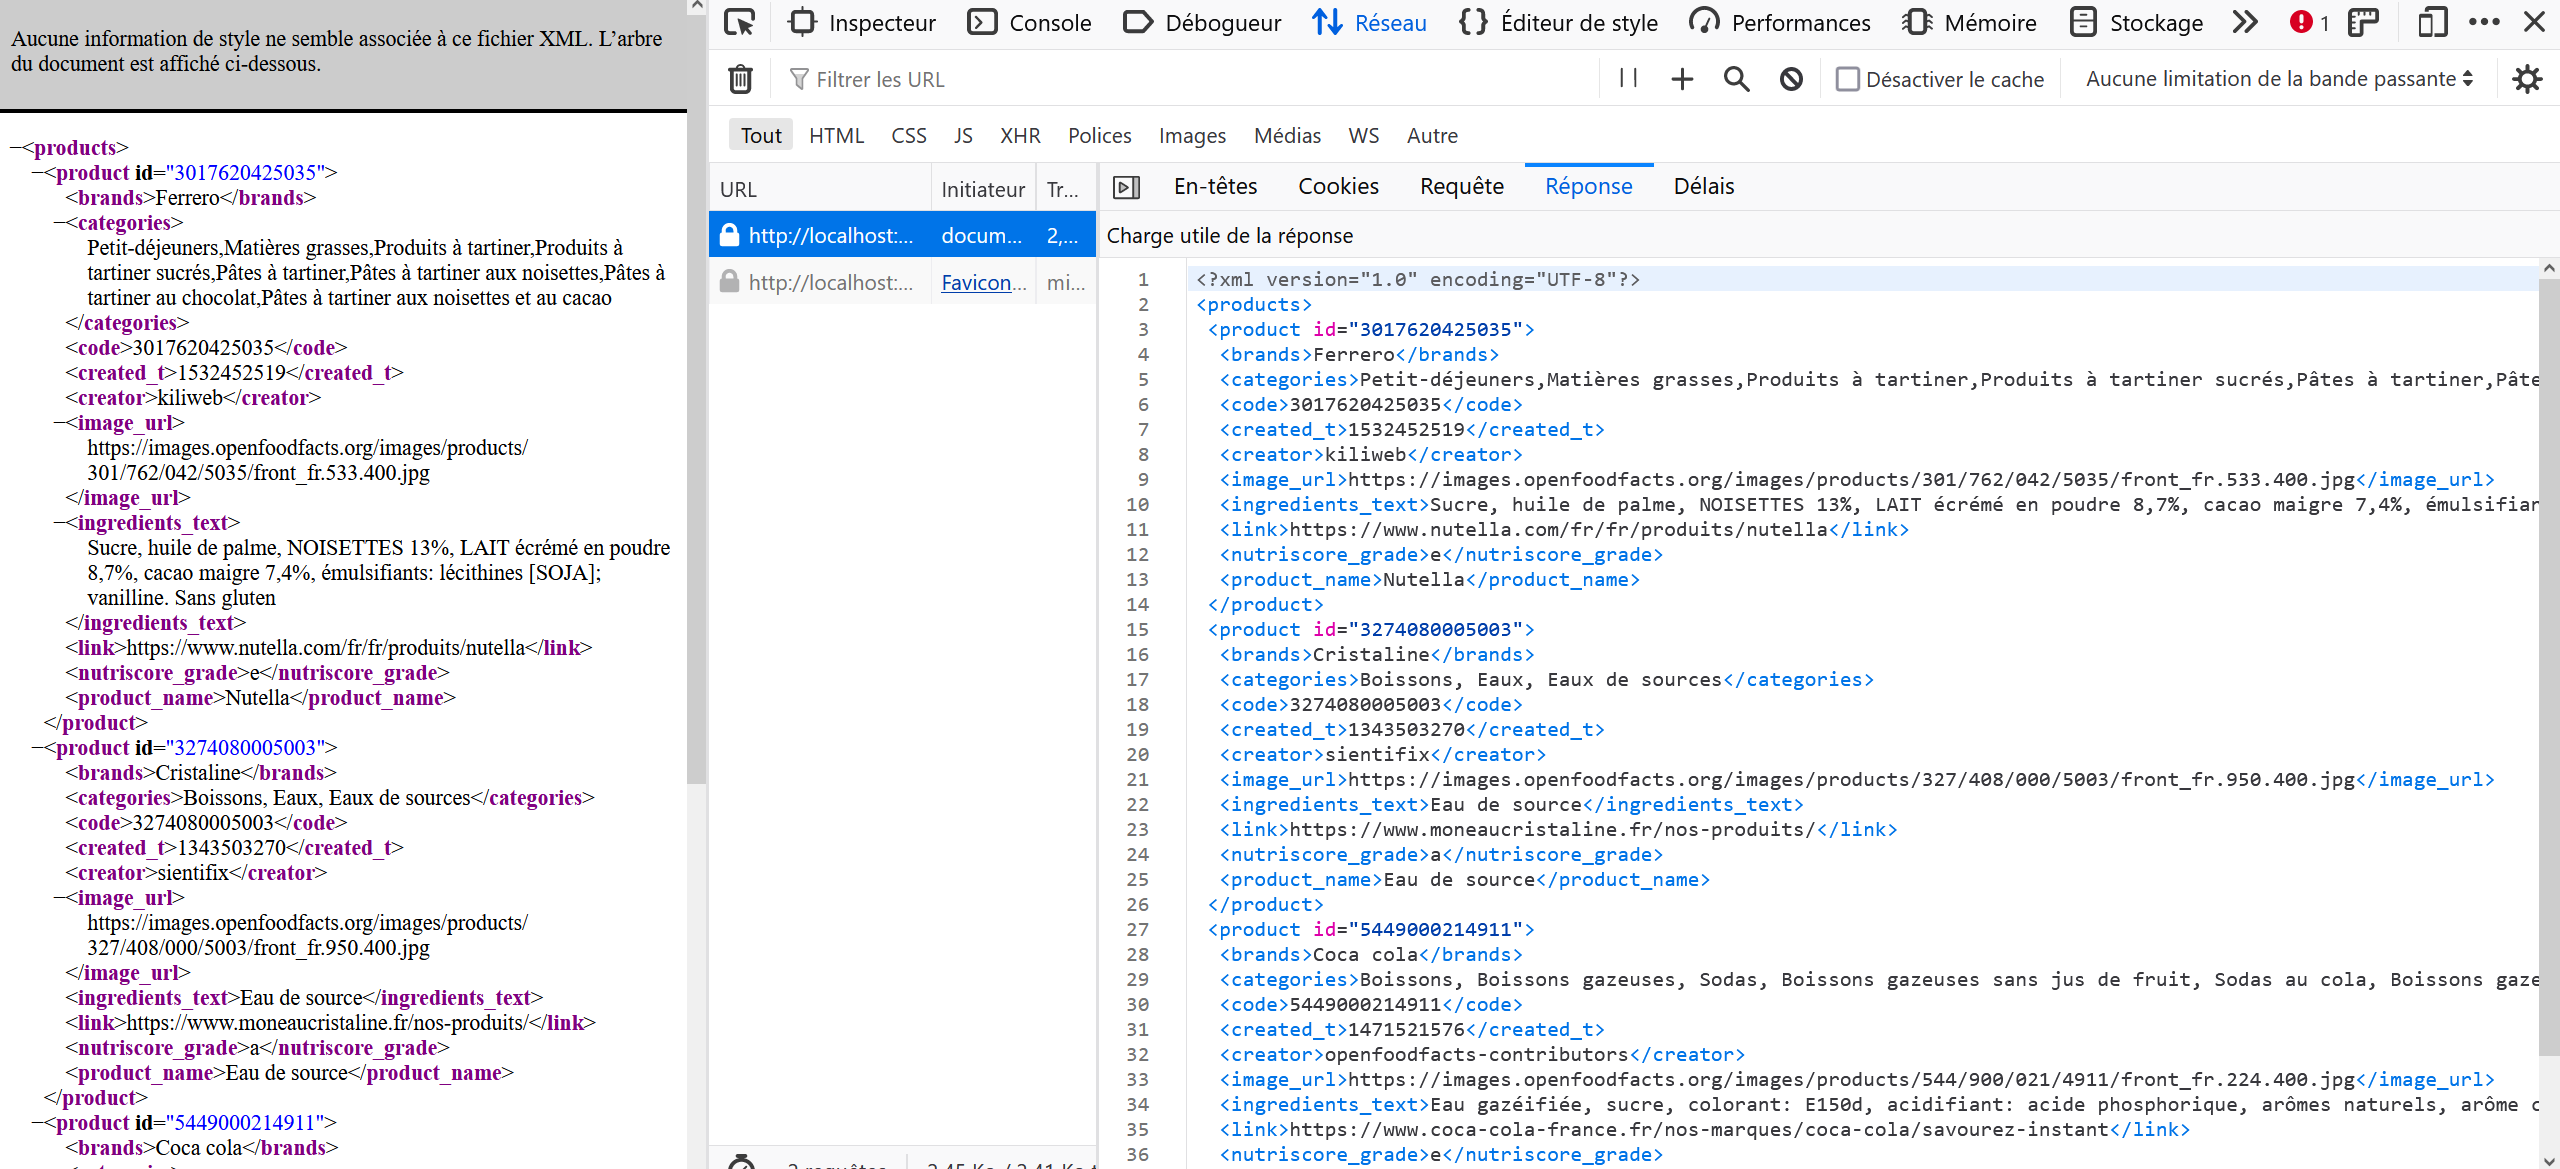 Aucune information de style ne semble associée à ce fichier XML. L’arbre
du document est affiché ci-dessous.
−<products>
−<product id="3017620425035">
<brands>Ferrero</brands>
−<categories>
Petit-déjeuners,Matières grasses,Produits à tartiner,Produits à
tartiner sucrés,Pâtes à tartiner,Pâtes à tartiner aux noisettes,Pâtes à
tartiner au chocolat,Pâtes à tartiner aux noisettes et au cacao
</categories>
<code>3017620425035</code>
<created_t>1532452519</created_t>
<creator>kiliweb</creator>
−<image_url>
https://images.openfoodfacts.org/images/products/
301/762/042/5035/front_fr.533.400.jpg
</image_url>
−<ingredients_text>
Sucre, huile de palme, NOISETTES 13%, LAIT écrémé en poudre
8,7%, cacao maigre 7,4%, émulsifiants: lécithines [SOJA];
vanilline. Sans gluten
</ingredients_text>
<link>https://www.nutella.com/fr/fr/produits/nutella</link>
<nutriscore_grade>e</nutriscore_grade>
<product_name>Nutella</product_name>
</product>
−<product id="3274080005003">
<brands>Cristaline</brands>
<categories>Boissons, Eaux, Eaux de sources</categories>
<code>3274080005003</code>
<created_t>1343503270</created_t>
<creator>sientifix</creator>
−<image_url>
https://images.openfoodfacts.org/images/products/
327/408/000/5003/front_fr.950.400.jpg
</image_url>
<ingredients_text>Eau de source</ingredients_text>
<link>https://www.moneaucristaline.fr/nos-produits/</link>
<nutriscore_grade>a</nutriscore_grade>
<product_name>Eau de source</product_name>
</product>
−<product id="5449000214911">
<brands>Coca cola</brands>
Inspecteur Console Débogueur Réseau Éditeur de style Performances Mémoire Stockage 1
Filtrer les URL Désactiver le cache Aucune limitation de la bande passante
Tout HTML CSS JS XHR Polices Images Médias WS Autre
URL Initiateur Tr...
http://localhost:... docum... 2,...
http://localhost:... Favicon... mi...
En-têtes Cookies Requête Réponse Délais
Charge utile de la réponse
1 <?xml version="1.0" encoding="UTF-8"?>
2 <products>
3 <product id="3017620425035">
4 <brands>Ferrero</brands>
5 <categories>Petit-déjeuners,Matières grasses,Produits à tartiner,Produits à tartiner sucrés,Pâtes à tartiner,Pâte
6 <code>3017620425035</code>
7 <created_t>1532452519</created_t>
8 <creator>kiliweb</creator>
9 <image_url>https://images.openfoodfacts.org/images/products/301/762/042/5035/front_fr.533.400.jpg</image_url>
10 <ingredients_text>Sucre, huile de palme, NOISETTES 13%, LAIT écrémé en poudre 8,7%, cacao maigre 7,4%, émulsifian
11 <link>https://www.nutella.com/fr/fr/produits/nutella</link>
12 <nutriscore_grade>e</nutriscore_grade>
13 <product_name>Nutella</product_name>
14 </product>
15 <product id="3274080005003">
16 <brands>Cristaline</brands>
17 <categories>Boissons, Eaux, Eaux de sources</categories>
18 <code>3274080005003</code>
19 <created_t>1343503270</created_t>
20 <creator>sientifix</creator>
21 <image_url>https://images.openfoodfacts.org/images/products/327/408/000/5003/front_fr.950.400.jpg</image_url>
22 <ingredients_text>Eau de source</ingredients_text>
23 <link>https://www.moneaucristaline.fr/nos-produits/</link>
24 <nutriscore_grade>a</nutriscore_grade>
25 <product_name>Eau de source</product_name>
26 </product>
27 <product id="5449000214911">
28 <brands>Coca cola</brands>
29 <categories>Boissons, Boissons gazeuses, Sodas, Boissons gazeuses sans jus de fruit, Sodas au cola, Boissons gaze
30 <code>5449000214911</code>
31 <created_t>1471521576</created_t>
32 <creator>openfoodfacts-contributors</creator>
33 <image_url>https://images.openfoodfacts.org/images/products/544/900/021/4911/front_fr.224.400.jpg</image_url>
34 <ingredients_text>Eau gazéifiée, sucre, colorant: E150d, acidifiant: acide phosphorique, arômes naturels, arôme c
35 <link>https://www.coca-cola-france.fr/nos-marques/coca-cola/savourez-instant</link>
36 <nutriscore_grade>e</nutriscore_grade>